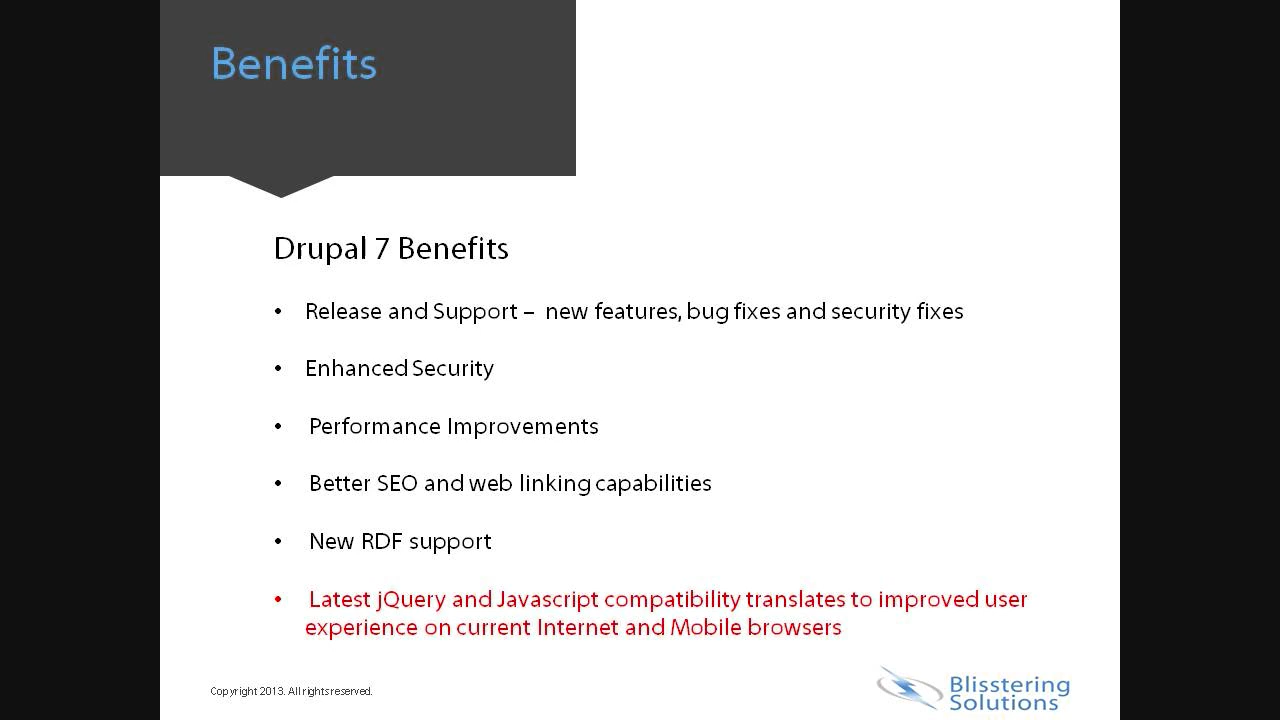 Benefits
Drupal 7 Benefits
• Release and Support – new features, bug fixes and security fixes
• Enhanced Security
• Performance Improvements
• Better SEO and web linking capabilities
• New RDF support
• Latest jQuery and Javascript compatibility translates to improved user
experience on current Internet and Mobile browsers
Copyright 2013. All rights reserved.
Blisstering
Solutions